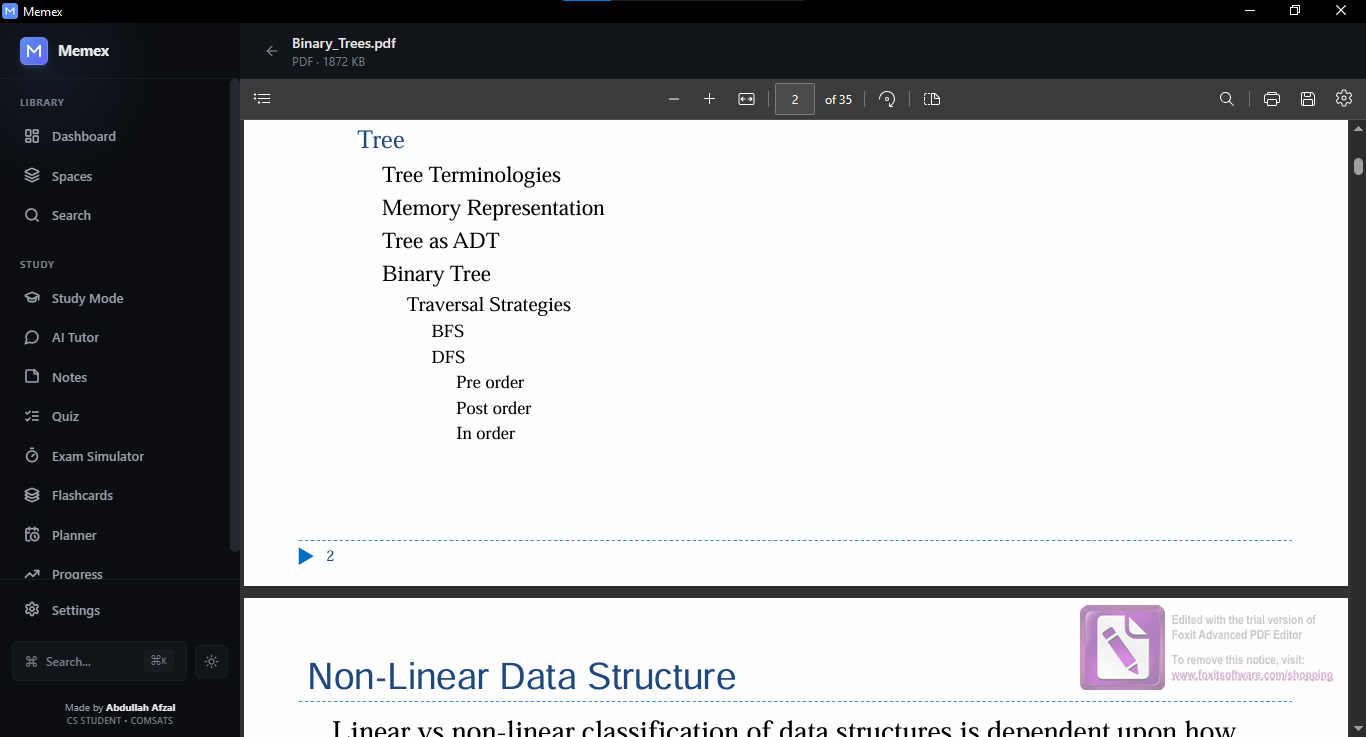 Memex
M Memex
LIBRARY
Dashboard
Spaces
Search
STUDY
Study Mode
AI Tutor
Notes
Quiz
Exam Simulator
Flashcards
Planner
Progress
Settings
⌘ Search... ⌘K
Made by Abdullah Afzal
CS STUDENT • COMSATS
Binary_Trees.pdf
PDF · 1872 KB
2 of 35
Tree
Tree Terminologies
Memory Representation
Tree as ADT
Binary Tree
Traversal Strategies
BFS
DFS
Pre order
Post order
In order
2
Edited with the trial version of
Foxit Advanced PDF Editor
To remove this notice, visit:
www.foxitsoftware.com/shopping
Non-Linear Data Structure
Linear vs non-linear classification of data structures is dependent upon how